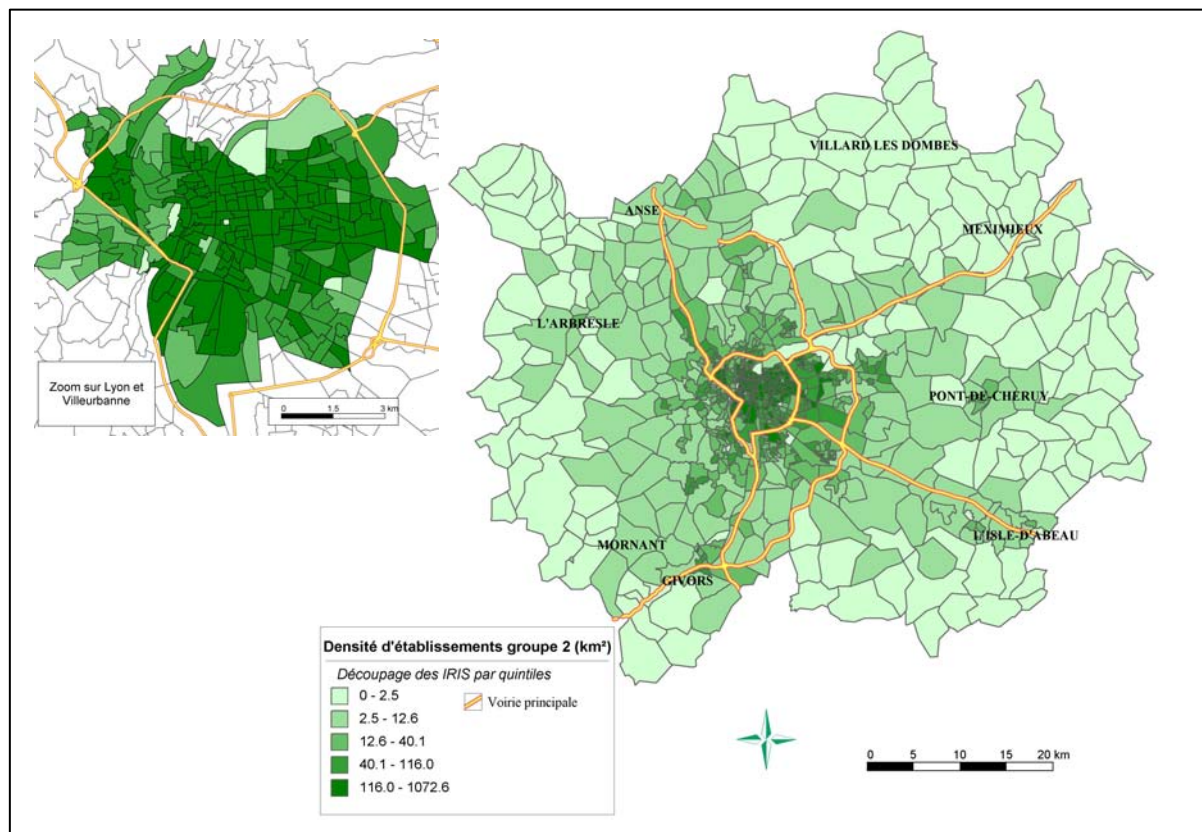 Zoom sur Lyon et
Villeurbanne
0 1.5 3 km
VILLARD LES DOMBES
ANSE
MEXIMIEUX
L'ARBRESLE
PONT-DE-CHERUY
L'ISLE-D'ABEAU
MORNANT
GIVORS
Densité d'établissements groupe 2 (km²)
Découpage des IRIS par quintiles
0 - 2.5
2.5 - 12.6
12.6 - 40.1
40.1 - 116.0
116.0 - 1072.6
Voirie principale
0 5 10 15 20 km